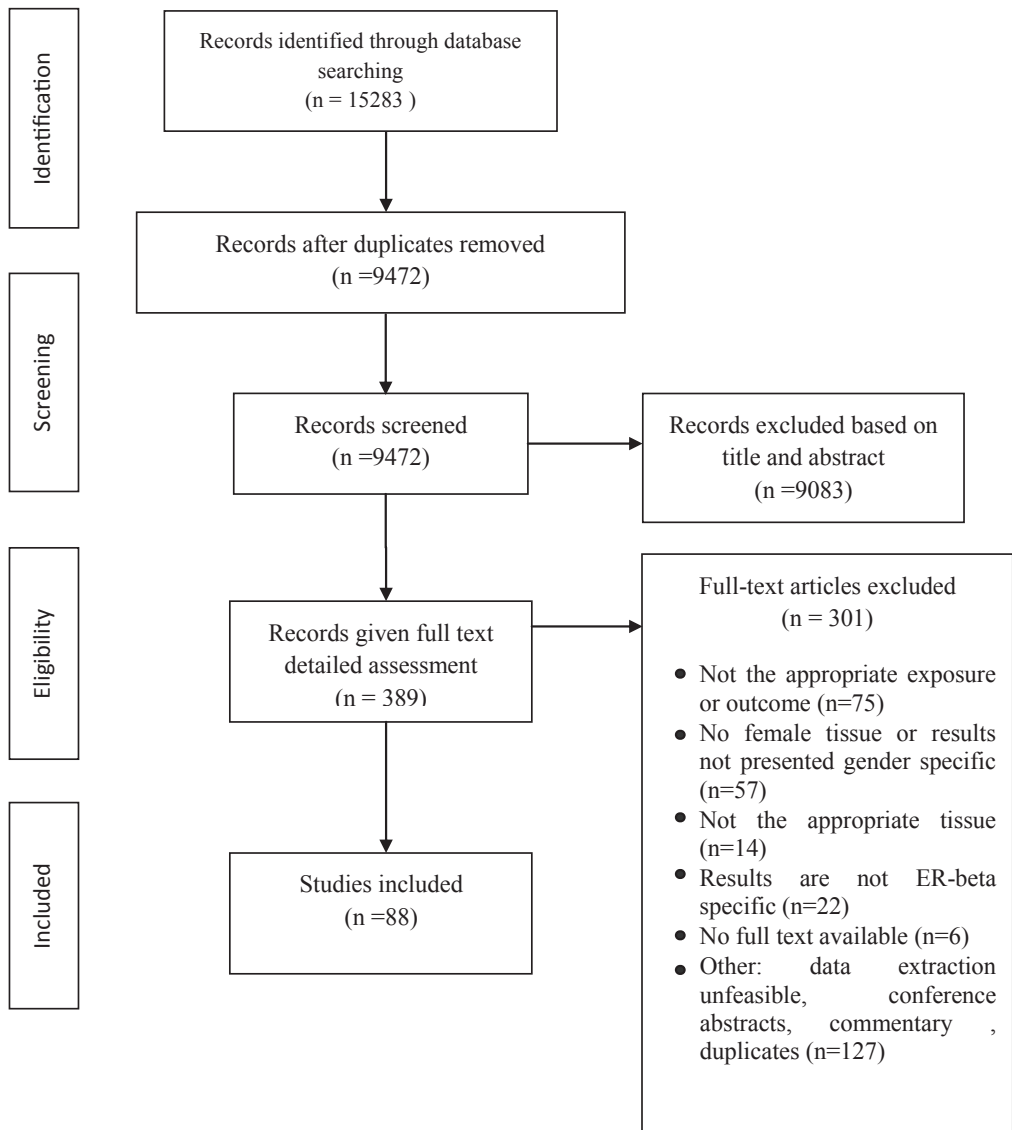 Identification
Records identified through database
searching
(n = 15283 )
Records after duplicates removed
(n =9472)
Screening
Records screened
(n =9472)
Records excluded based on
title and abstract
(n =9083)
Eligibility
Records given full text
detailed assessment
(n = 389)
Full-text articles excluded
(n = 301)
● Not the appropriate exposure
or outcome (n=75)
● No female tissue or results
not presented gender specific
(n=57)
● Not the appropriate tissue
(n=14)
● Results are not ER-beta
specific (n=22)
● No full text available (n=6)
● Other: data extraction
unfeasible, conference
abstracts, commentary ,
duplicates (n=127)
Included
Studies included
(n =88)